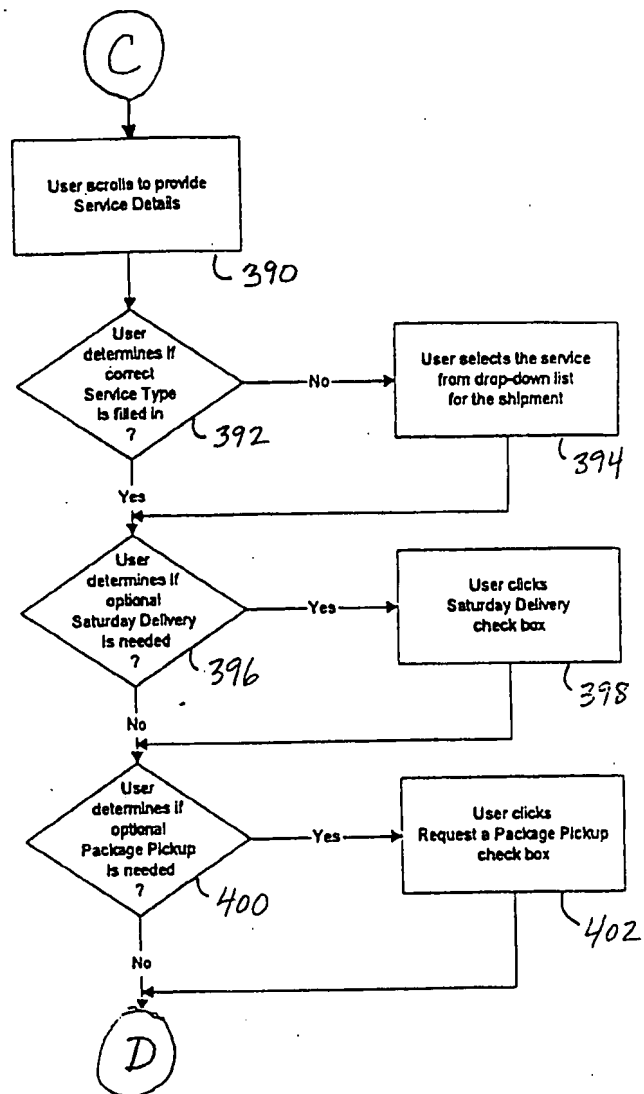 C
User scrolls to provide
Service Details
390
User
determines if
correct
Service Type
is filled in
?
392
No
User selects the service
from drop-down list
for the shipment
394
Yes
User
determines if
optional
Saturday Delivery
is needed
?
396
Yes
User clicks
Saturday Delivery
check box
398
No
User
determines if
optional
Package Pickup
is needed
?
400
Yes
User clicks
Request a Package Pickup
check box
402
No
D